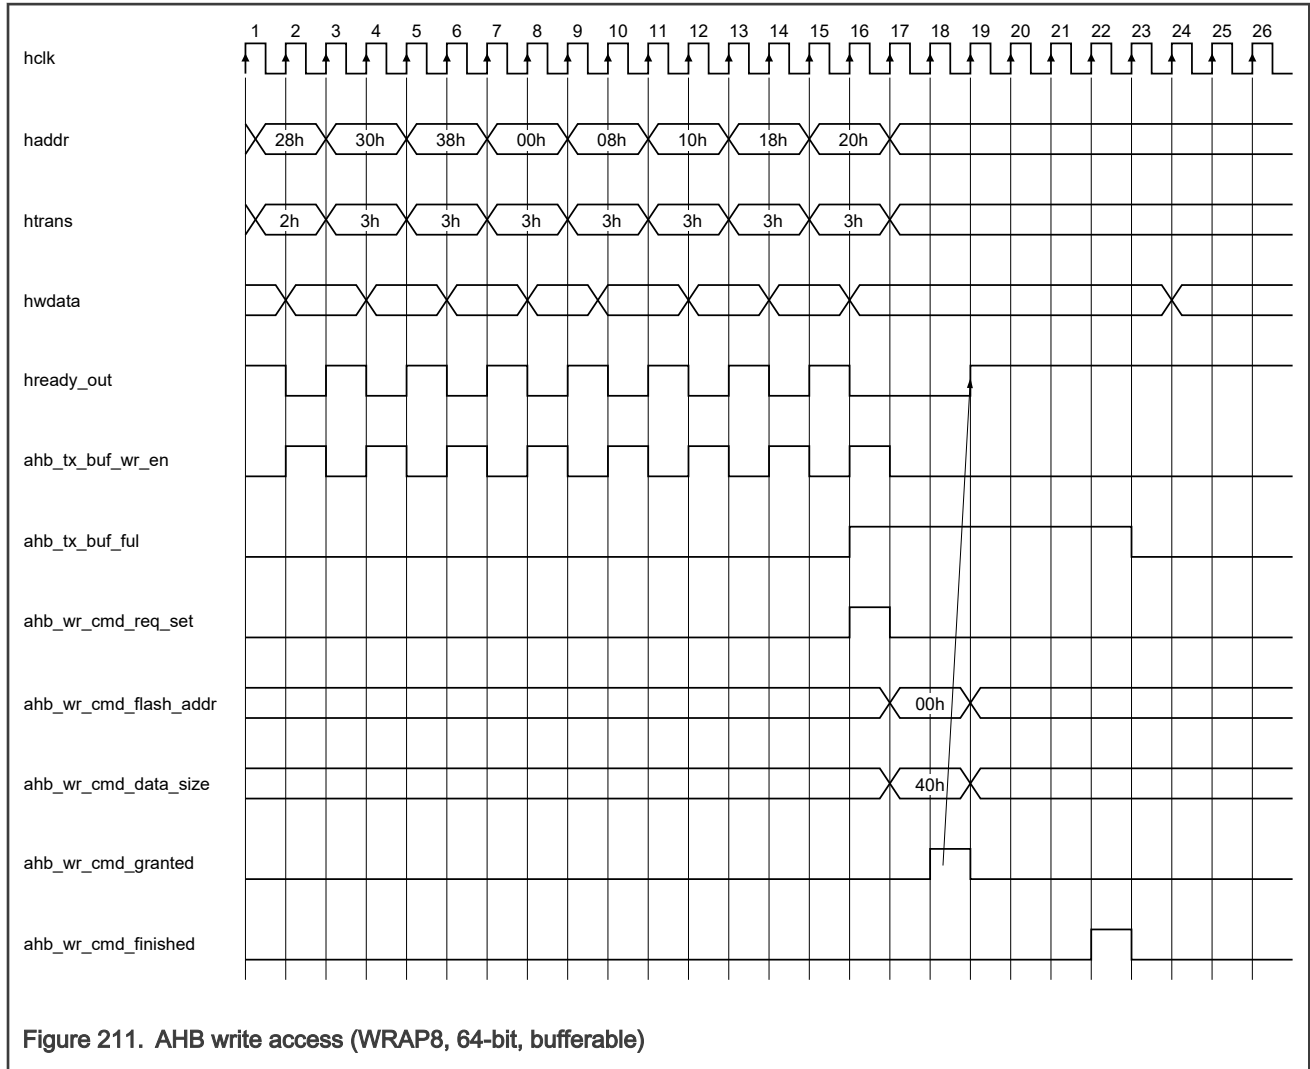 1 2 3 4 5 6 7 8 9 10 11 12 13 14 15 16 17 18 19 20 21 22 23 24 25 26
hclk
haddr 28h 30h 38h 00h 08h 10h 18h 20h
htrans 2h 3h 3h 3h 3h 3h 3h 3h
hwdata
hready_out
ahb_tx_buf_wr_en
ahb_tx_buf_ful
ahb_wr_cmd_req_set
ahb_wr_cmd_flash_addr 00h
ahb_wr_cmd_data_size 40h
ahb_wr_cmd_granted
ahb_wr_cmd_finished
Figure 211. AHB write access (WRAP8, 64-bit, bufferable)